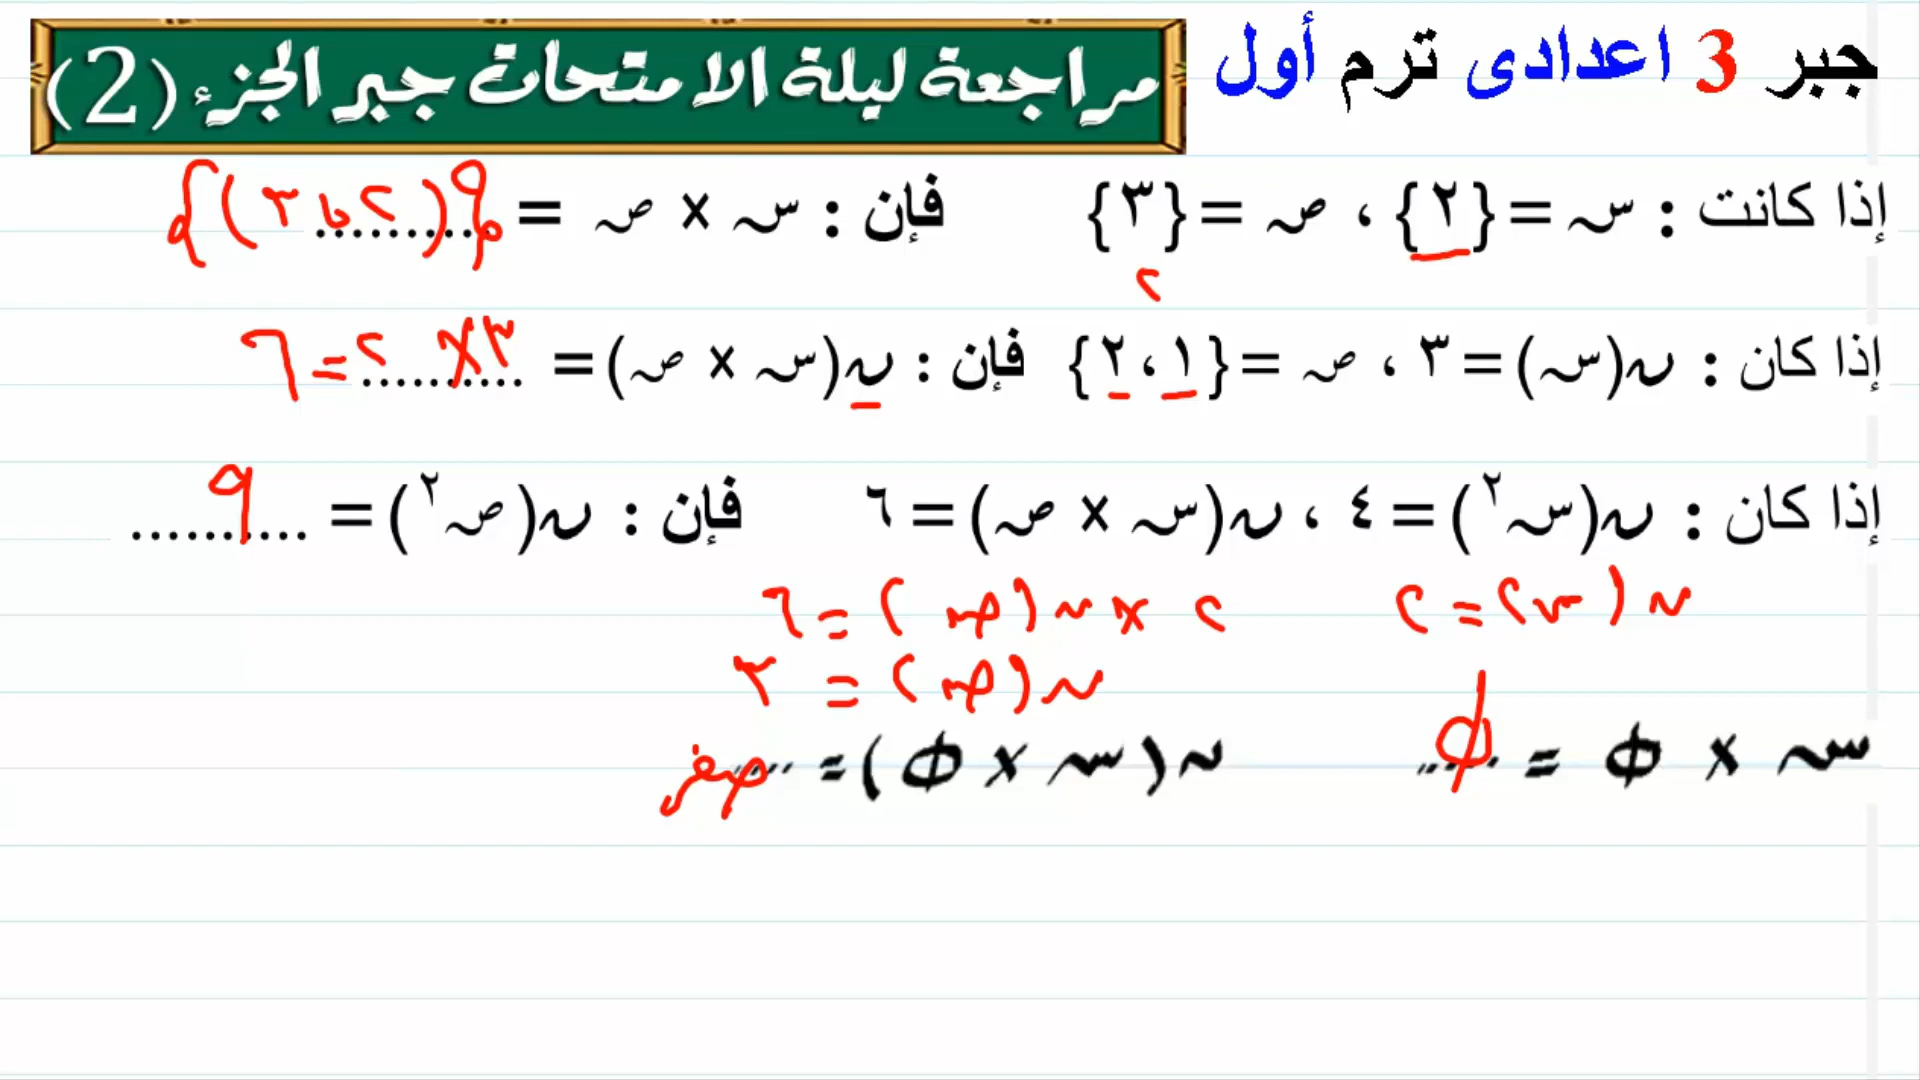 جبر 3 اعدادى ترم أول
مراجعة ليلة الامتحان جبر الجزء (2)
إذا كانت : س = {٢} ، ص = {٣} فإن : س × ص = .......... {(٢ ، ٣)}
٢
إذا كان : ن(س) = ٣ ، ص = {١ ، ٢} فإن : ن(س × ص) = .......... ٣ × ٢ = ٦
إذا كان : ن(س٢) = ٤ ، ن(س × ص) = ٦ فإن : ن(ص٢) = .......... ٩
ن(س) = ٢ ٢ × ن(ص) = ٦
ن(ص) = ٣
س × ϕ = ..... ϕ ن(س × ϕ) = ..... صفر